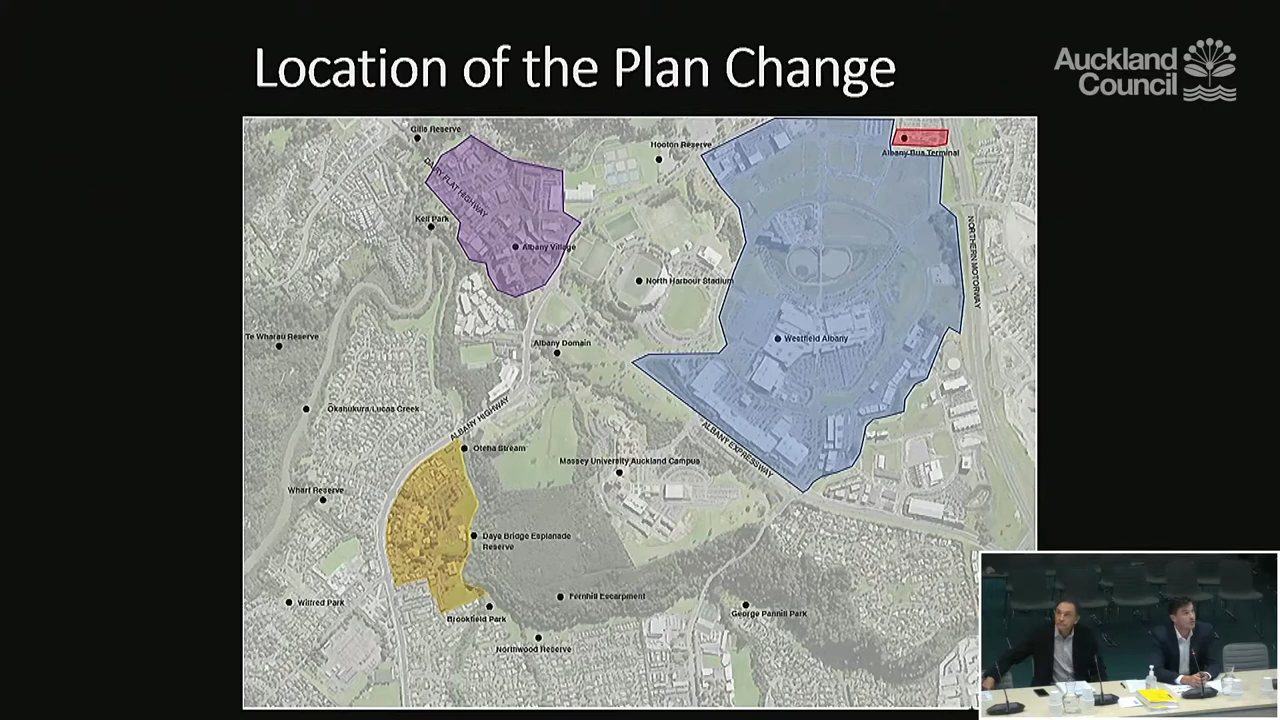 Location of the Plan Change
Auckland
Council
Gills Reserve
DAIRY FLAT HIGHWAY
Hooton Reserve
Albany Bus Terminal
Kell Park
Albany Village
NORTHERN MOTORWAY
North Harbour Stadium
Te Wharau Reserve
Albany Domain
Westfield Albany
Okahukura/Lucas Creek
ALBANY HIGHWAY
Oteha Stream
ALBANY EXPRESSWAY
Massey University Auckland Campus
Wharf Reserve
Days Bridge Esplanade
Reserve
Wilfred Park
Fernhill Escarpment
George Pannill Park
Brookfield Park
Northwood Reserve